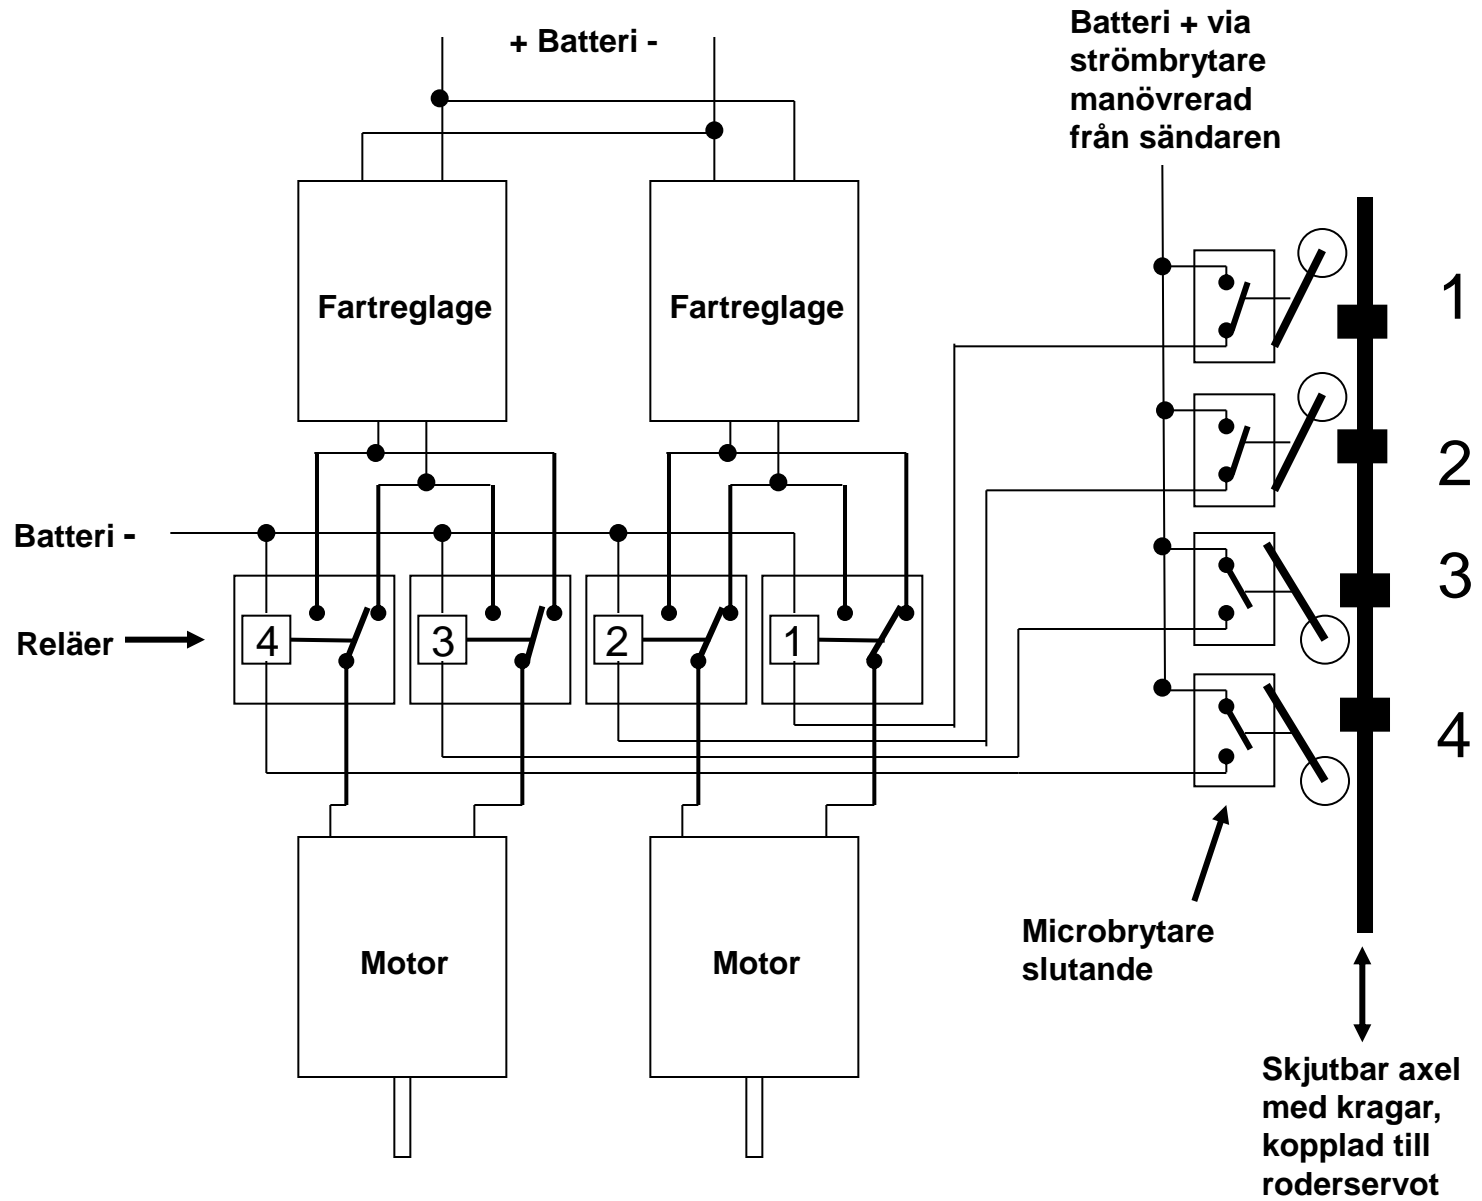 + Batteri -
Batteri + via
strömbrytare
manövrerad
från sändaren
Fartreglage
Fartreglage
1
2
3
4
Batteri -
Reläer
4
3
2
1
Motor
Motor
Microbrytare
slutande
Skjutbar axel
med kragar,
kopplad till
roderservot